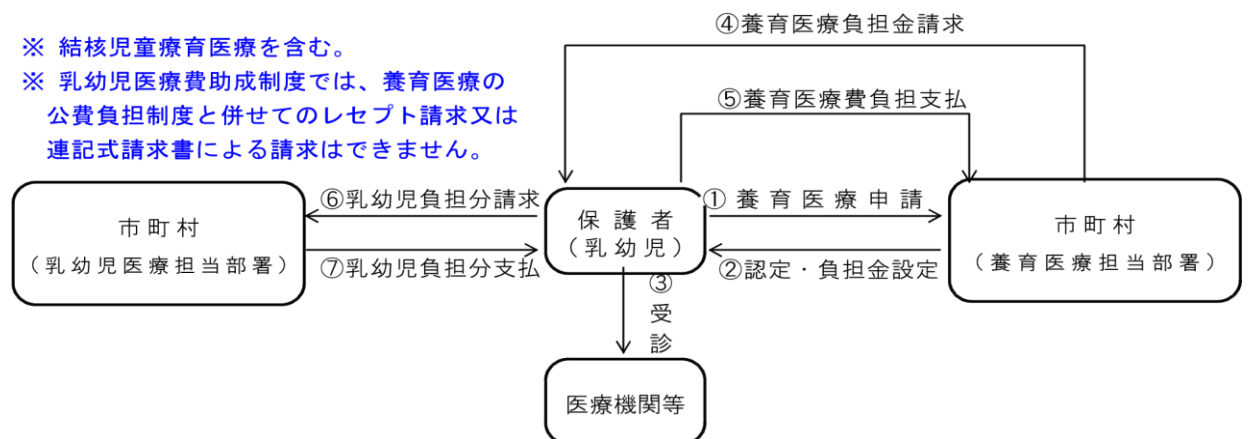 ④養育医療負担金請求
※ 結核児童療育医療を含む。
※ 乳幼児医療費助成制度では、養育医療の
公費負担制度と併せてのレセプト請求又は
連記式請求書による請求はできません。
⑤養育医療費負担支払
⑥乳幼児負担分請求
保護者
(乳幼児)
①養育医療申請
市町村
(乳幼児医療担当部署)
市町村
(養育医療担当部署)
⑦乳幼児負担分支払
②認定・負担金設定
③
受
診
医療機関等